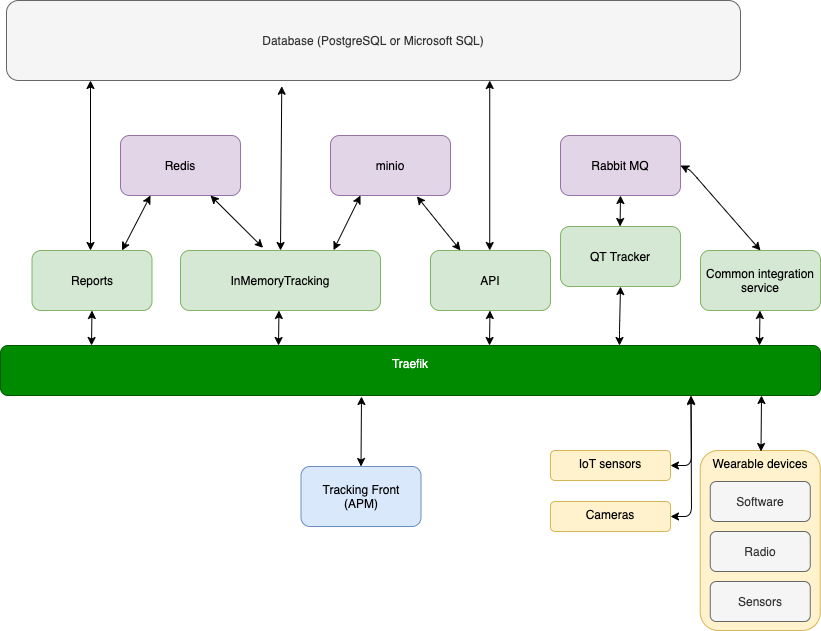 Database (PostgreSQL or Microsoft SQL)
Redis
minio
Rabbit MQ
Reports
InMemoryTracking
API
QT Tracker
Common integration
service
Traefik
Tracking Front
(APM)
IoT sensors
Cameras
Wearable devices
Software
Radio
Sensors